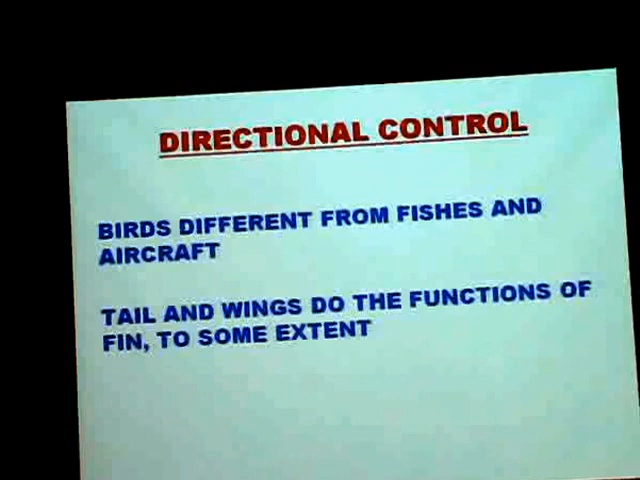 DIRECTIONAL CONTROL
BIRDS DIFFERENT FROM FISHES AND
AIRCRAFT
TAIL AND WINGS DO THE FUNCTIONS OF
FIN, TO SOME EXTENT